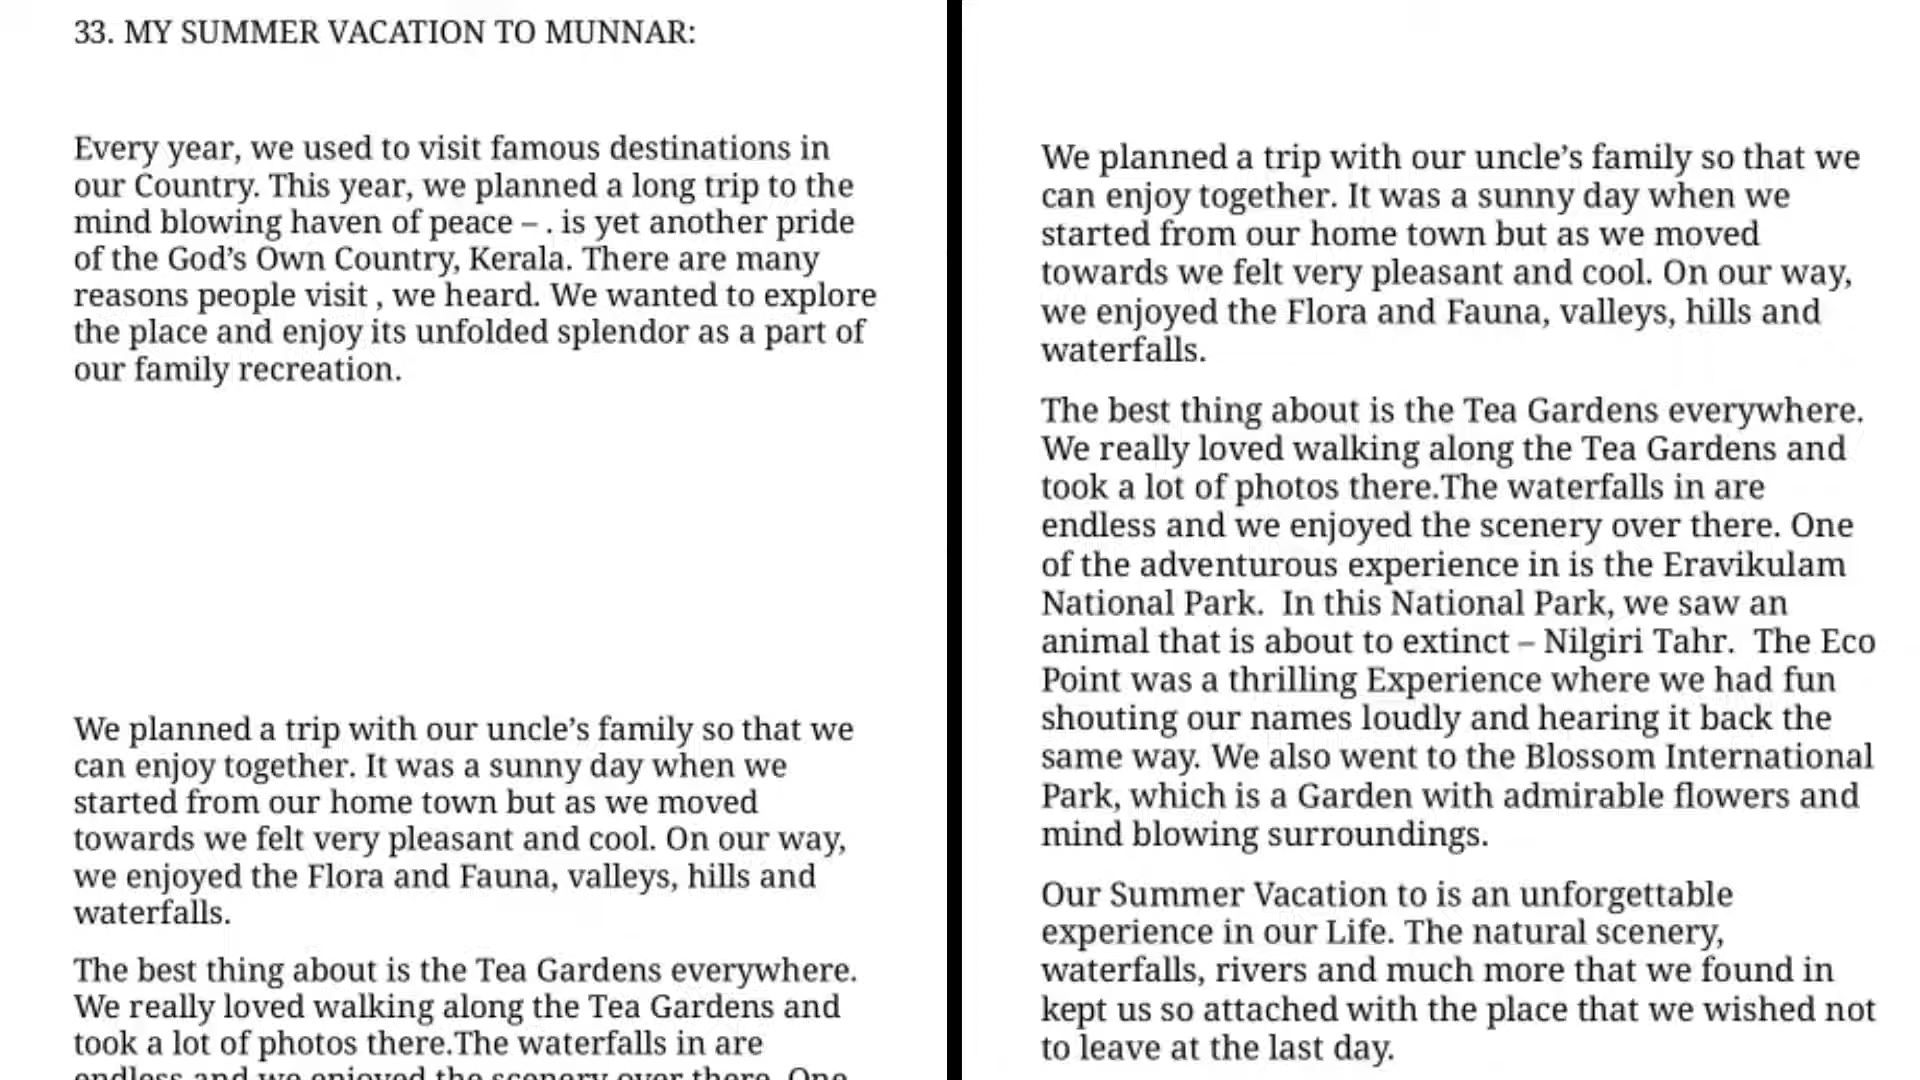 33. MY SUMMER VACATION TO MUNNAR:
Every year, we used to visit famous destinations in
our Country. This year, we planned a long trip to the
mind blowing haven of peace – . is yet another pride
of the God’s Own Country, Kerala. There are many
reasons people visit , we heard. We wanted to explore
the place and enjoy its unfolded splendor as a part of
our family recreation.
We planned a trip with our uncle’s family so that we
can enjoy together. It was a sunny day when we
started from our home town but as we moved
towards we felt very pleasant and cool. On our way,
we enjoyed the Flora and Fauna, valleys, hills and
waterfalls.
The best thing about is the Tea Gardens everywhere.
We really loved walking along the Tea Gardens and
took a lot of photos there.The waterfalls in are
endless and we enjoyed the scenery over there. One
We planned a trip with our uncle’s family so that we
can enjoy together. It was a sunny day when we
started from our home town but as we moved
towards we felt very pleasant and cool. On our way,
we enjoyed the Flora and Fauna, valleys, hills and
waterfalls.
The best thing about is the Tea Gardens everywhere.
We really loved walking along the Tea Gardens and
took a lot of photos there.The waterfalls in are
endless and we enjoyed the scenery over there. One
of the adventurous experience in is the Eravikulam
National Park.  In this National Park, we saw an
animal that is about to extinct – Nilgiri Tahr.  The Eco
Point was a thrilling Experience where we had fun
shouting our names loudly and hearing it back the
same way. We also went to the Blossom International
Park, which is a Garden with admirable flowers and
mind blowing surroundings.
Our Summer Vacation to is an unforgettable
experience in our Life. The natural scenery,
waterfalls, rivers and much more that we found in
kept us so attached with the place that we wished not
to leave at the last day.